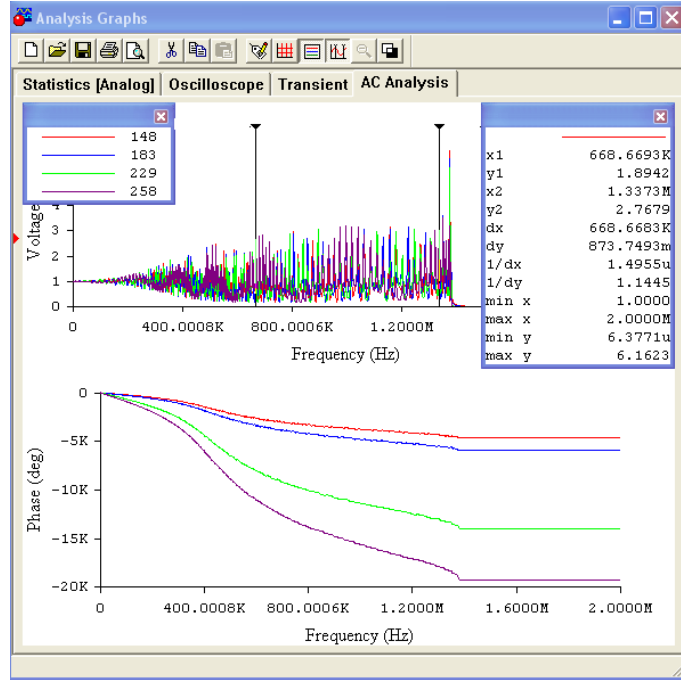 Analysis Graphs
Statistics [Analog] Oscilloscope Transient AC Analysis
148
183
229
258
x1 668.6693K
y1 1.8942
x2 1.3373M
y2 2.7679
dx 668.6683K
dy 873.7493m
1/dx 1.4955u
1/dy 1.1445
min x 1.0000
max x 2.0000M
min y 6.3771u
max y 6.1623
Voltage
4
3
2
1
0
0 400.0008K 800.0006K 1.2000M
Frequency (Hz)
Phase (deg)
0
-5K
-10K
-15K
-20K
0 400.0008K 800.0006K 1.2000M 1.6000M 2.0000M
Frequency (Hz)